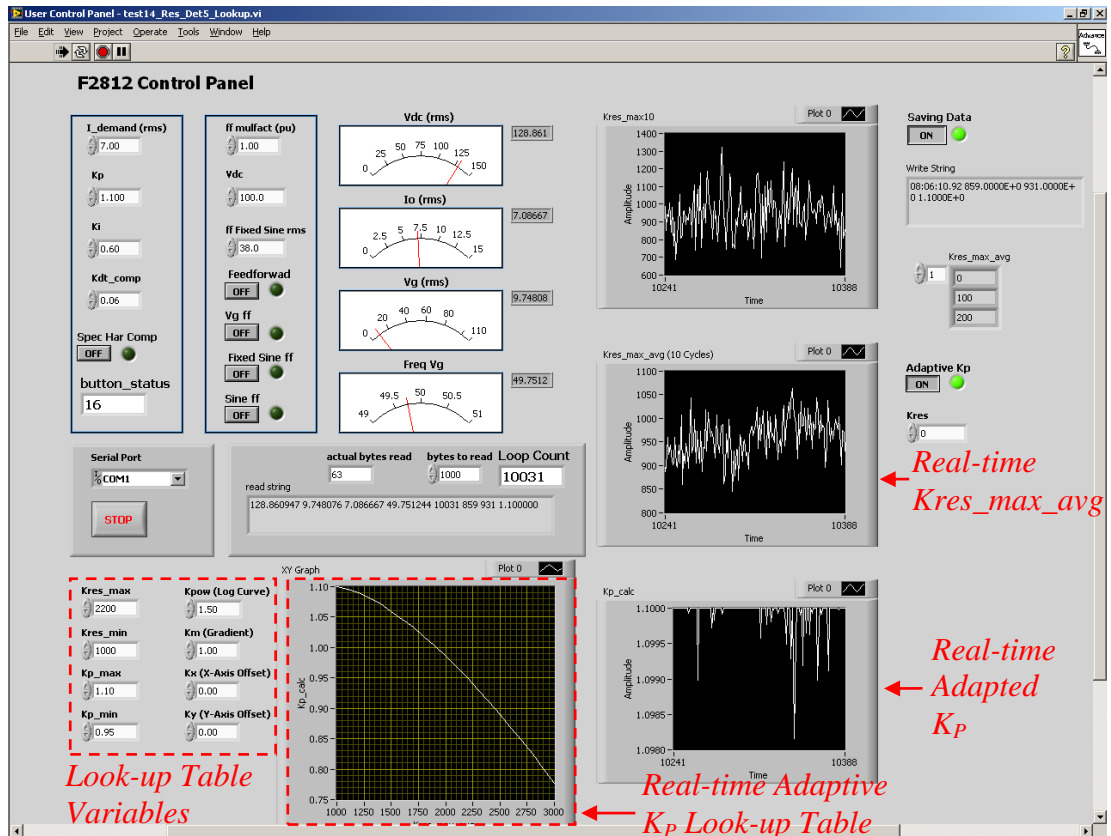 User Control Panel - test14_Res_Det5_Lookup.vi
File Edit View Project Operate Tools Window Help
Advance
F2812 Control Panel
I_demand (rms)
7.00
Kp
1.100
Ki
0.60
Kdt_comp
0.06
Spec Har Comp
OFF
button_status
16
ff mulfact (pu)
1.00
Vdc
100.0
ff Fixed Sine rms
38.0
Feedforwad
OFF
Vg ff
OFF
Fixed Sine ff
OFF
Sine ff
OFF
Vdc (rms)
128.861
0 25 50 75 100 125 150
Io (rms)
7.08667
0 2.5 5 7.5 10 12.5 15
Vg (rms)
9.74808
0 20 40 60 80 110
Freq Vg
49.7512
49 49.5 50 50.5 51
Kres_max10
Plot 0
1400
1300
1200
1100
1000
900
800
700
600
Amplitude
10241 10388
Time
Saving Data
ON
Write String
08:06:10.92 859.0000E+0 931.0000E+
0 1.1000E+0
Kres_max_avg
1
0
100
200
Kres_max_avg (10 Cycles)
Plot 0
1100
1050
1000
950
900
850
800
Amplitude
10241 10388
Time
Adaptive Kp
ON
Kres
0
Real-time
Kres_max_avg
Serial Port
COM1
STOP
actual bytes read
63
bytes to read
1000
Loop Count
10031
read string
128.860947 9.748076 7.086667 49.751244 10031 859 931 1.100000
Kres_max
2200
Kres_min
1000
Kp_max
1.10
Kp_min
0.95
Kpow (Log Curve)
1.50
Km (Gradient)
1.00
Kx (X-Axis Offset)
0.00
Ky (Y-Axis Offset)
0.00
Look-up Table
Variables
XY Graph
Plot 0
1.10
1.05
1.00
0.95
0.90
0.85
0.80
0.75
Kp_calc
1000 1250 1500 1750 2000 2250 2500 2750 3000
Real-time Adaptive
KP Look-up Table
Kp_calc
Plot 0
1.1000
1.0995
1.0990
1.0985
1.0980
Amplitude
10241 10388
Time
Real-time
Adapted
KP